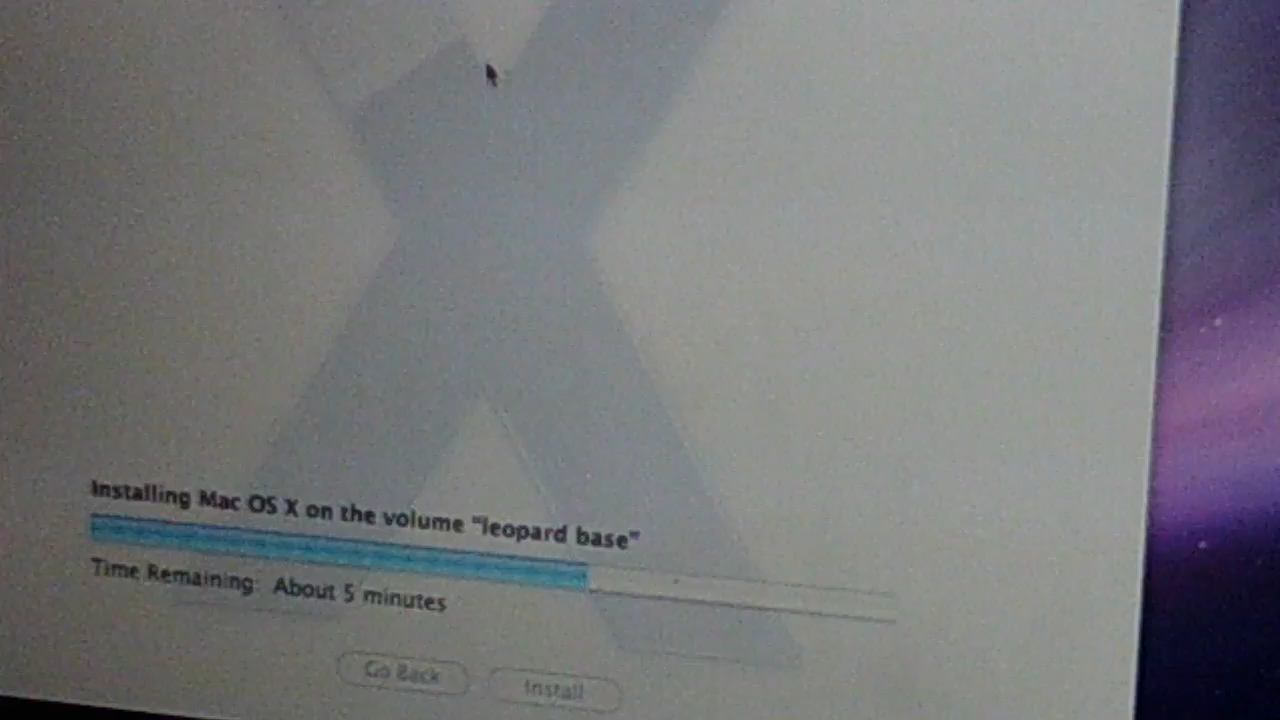 Installing Mac OS X on the volume "leopard base"
Time Remaining: About 5 minutes
Go Back
Install